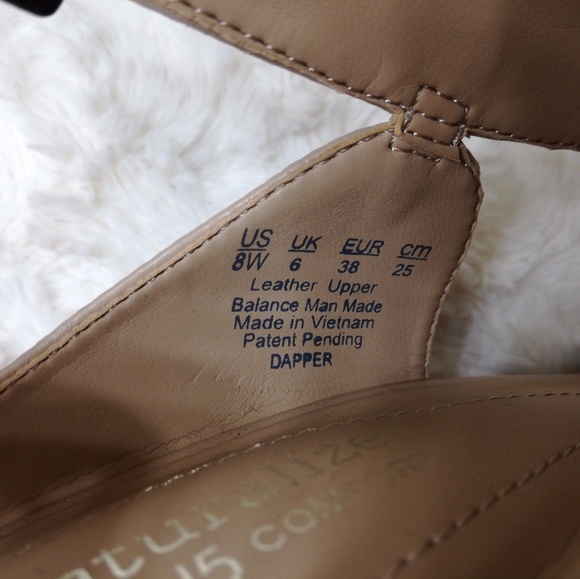 US UK EUR cm
8W 6 38 25
Leather Upper
Balance Man Made
Made in Vietnam
Patent Pending
DAPPER
COMFORT